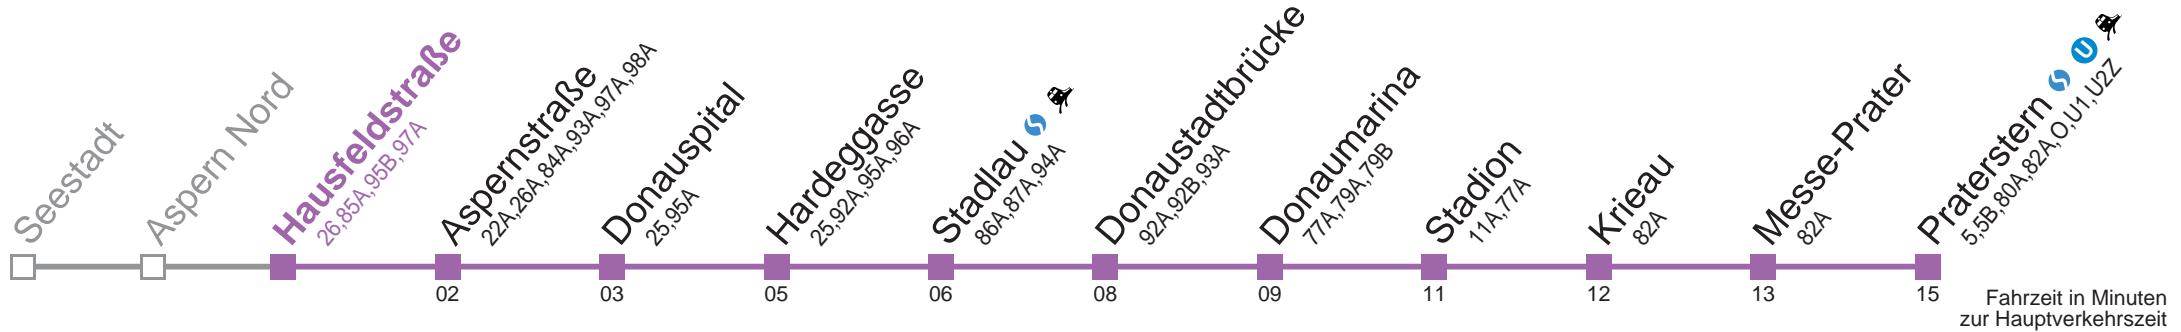 Seestadt
Aspern Nord
Hausfeldstraße
26,85A,95B,97A
Aspernstraße
22A,26A,84A,93A,97A,98A
Donauspital
25,95A
Hardeggasse
25,92A,95A,96A
Stadlau S
86A,87A,94A
Donaustadtbrücke
92A,92B,93A
Donaumarina
77A,79A,79B
Stadion
11A,77A
Krieau
82A
Messe-Prater
82A
Praterstern S U
5,5B,80A,82A,O,U1,U2Z
02 03 05 06 08 09 11 12 13 15
Fahrzeit in Minuten
zur Hauptverkehrszeit